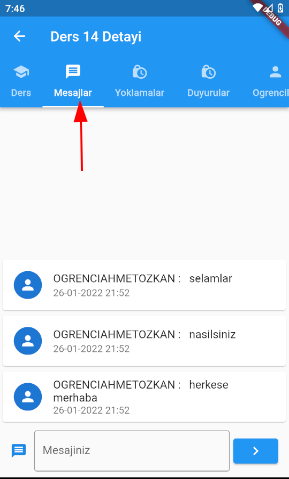 7:46
DEBUG
Ders 14 Detayi
Ders Mesajlar Yoklamalar Duyurular Ogrencil
OGRENCIAHMETOZKAN : selamlar
26-01-2022 21:52
OGRENCIAHMETOZKAN : nasilsiniz
26-01-2022 21:52
OGRENCIAHMETOZKAN : herkese
merhaba
26-01-2022 21:52
Mesajiniz